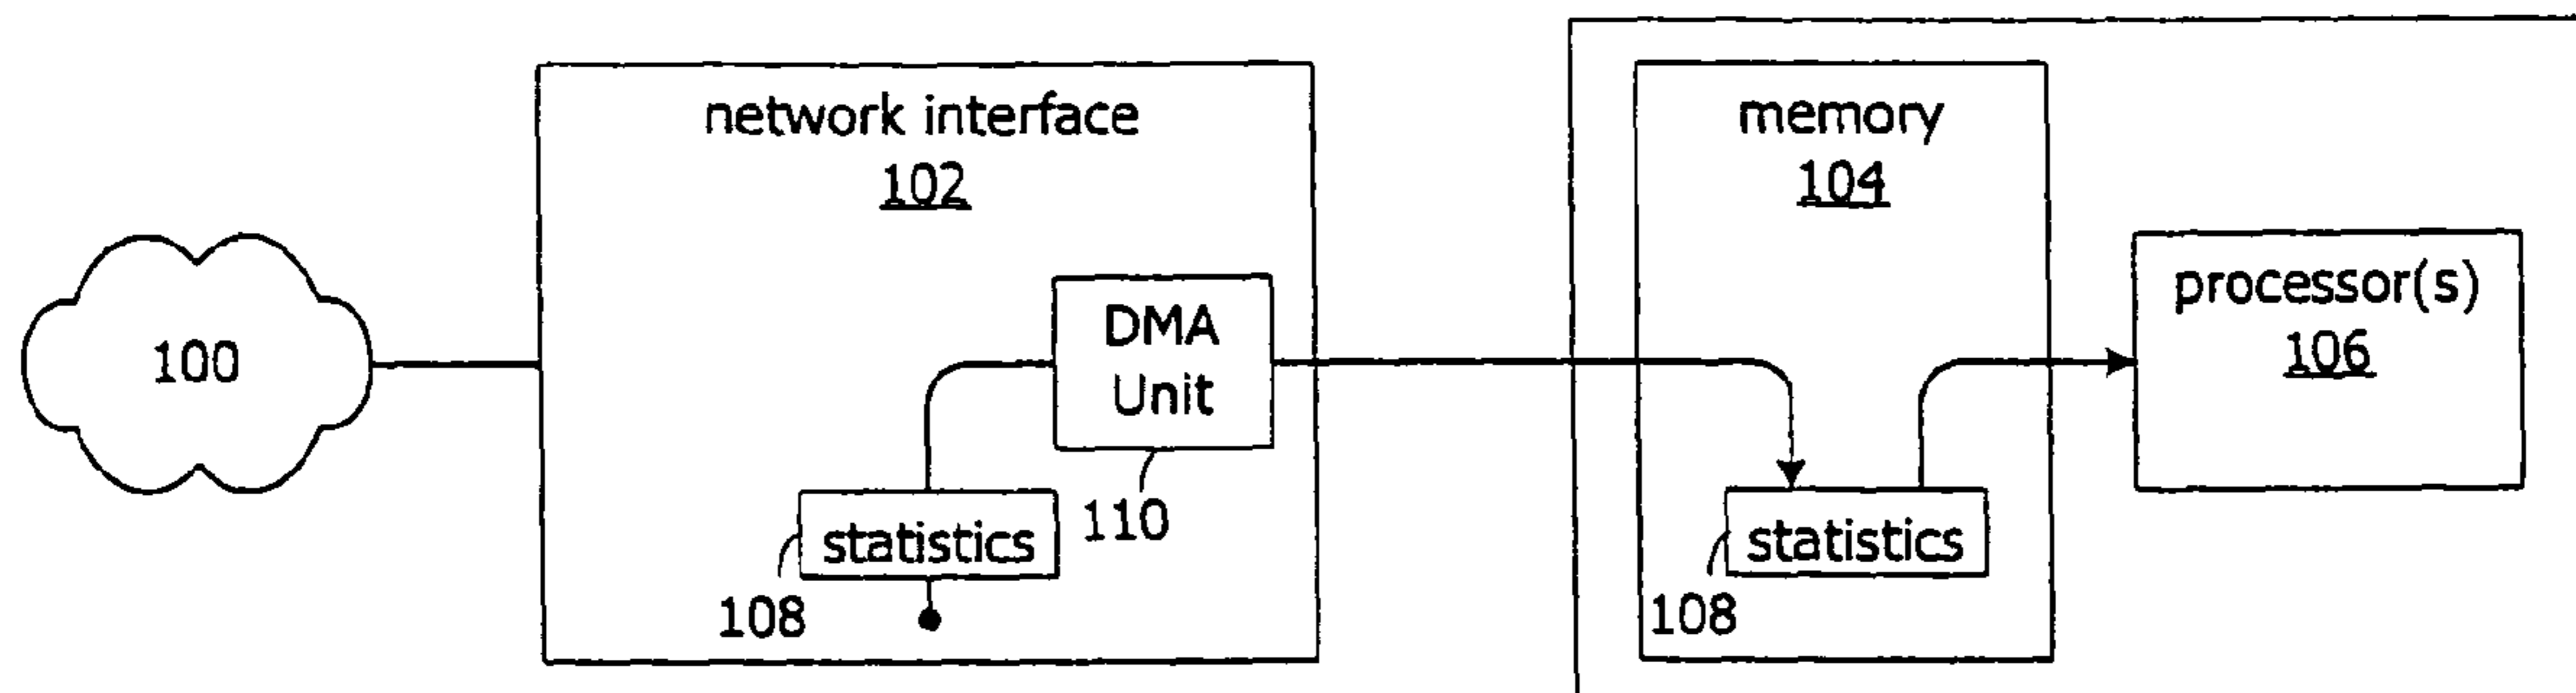 100
network interface
102
DMA
Unit
110
statistics
108
memory
104
statistics
108
processor(s)
106